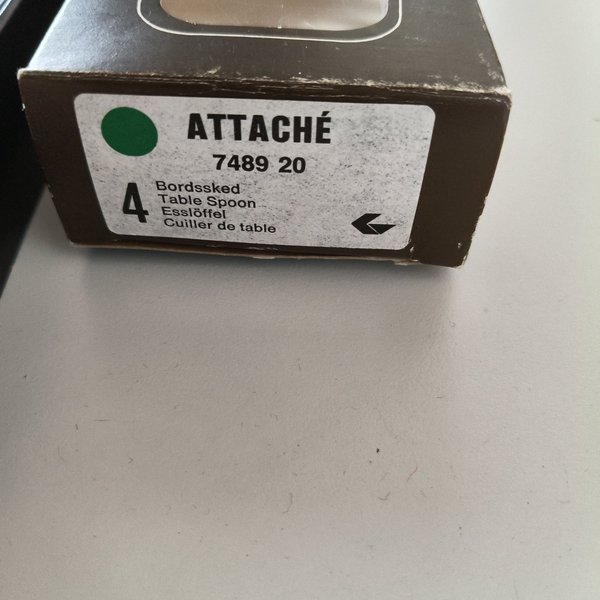 ATTACHÉ
7489 20
4
Bordssked
Table Spoon
Esslöffel
Cuiller de table